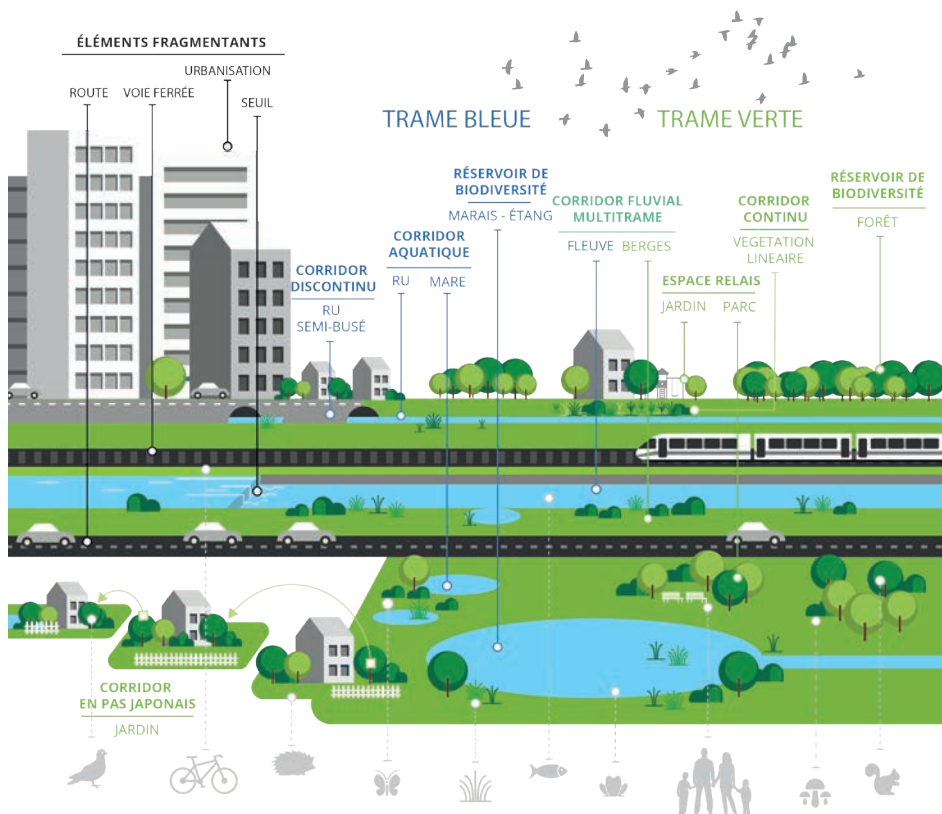 ÉLÉMENTS FRAGMENTANTS
URBANISATION
ROUTE
VOIE FERRÉE
SEUIL
TRAME BLEUE
TRAME VERTE
RÉSERVOIR DE
BIODIVERSITÉ
MARAIS - ÉTANG
CORRIDOR
AQUATIQUE
RU
MARE
CORRIDOR
DISCONTINU
RU
SEMI-BUSÉ
CORRIDOR FLUVIAL
MULTITRAME
FLEUVE
BERGES
CORRIDOR
CONTINU
VEGETATION
LINEAIRE
RÉSERVOIR DE
BIODIVERSITÉ
FORÊT
ESPACE RELAIS
JARDIN
PARC
CORRIDOR
EN PAS JAPONAIS
JARDIN